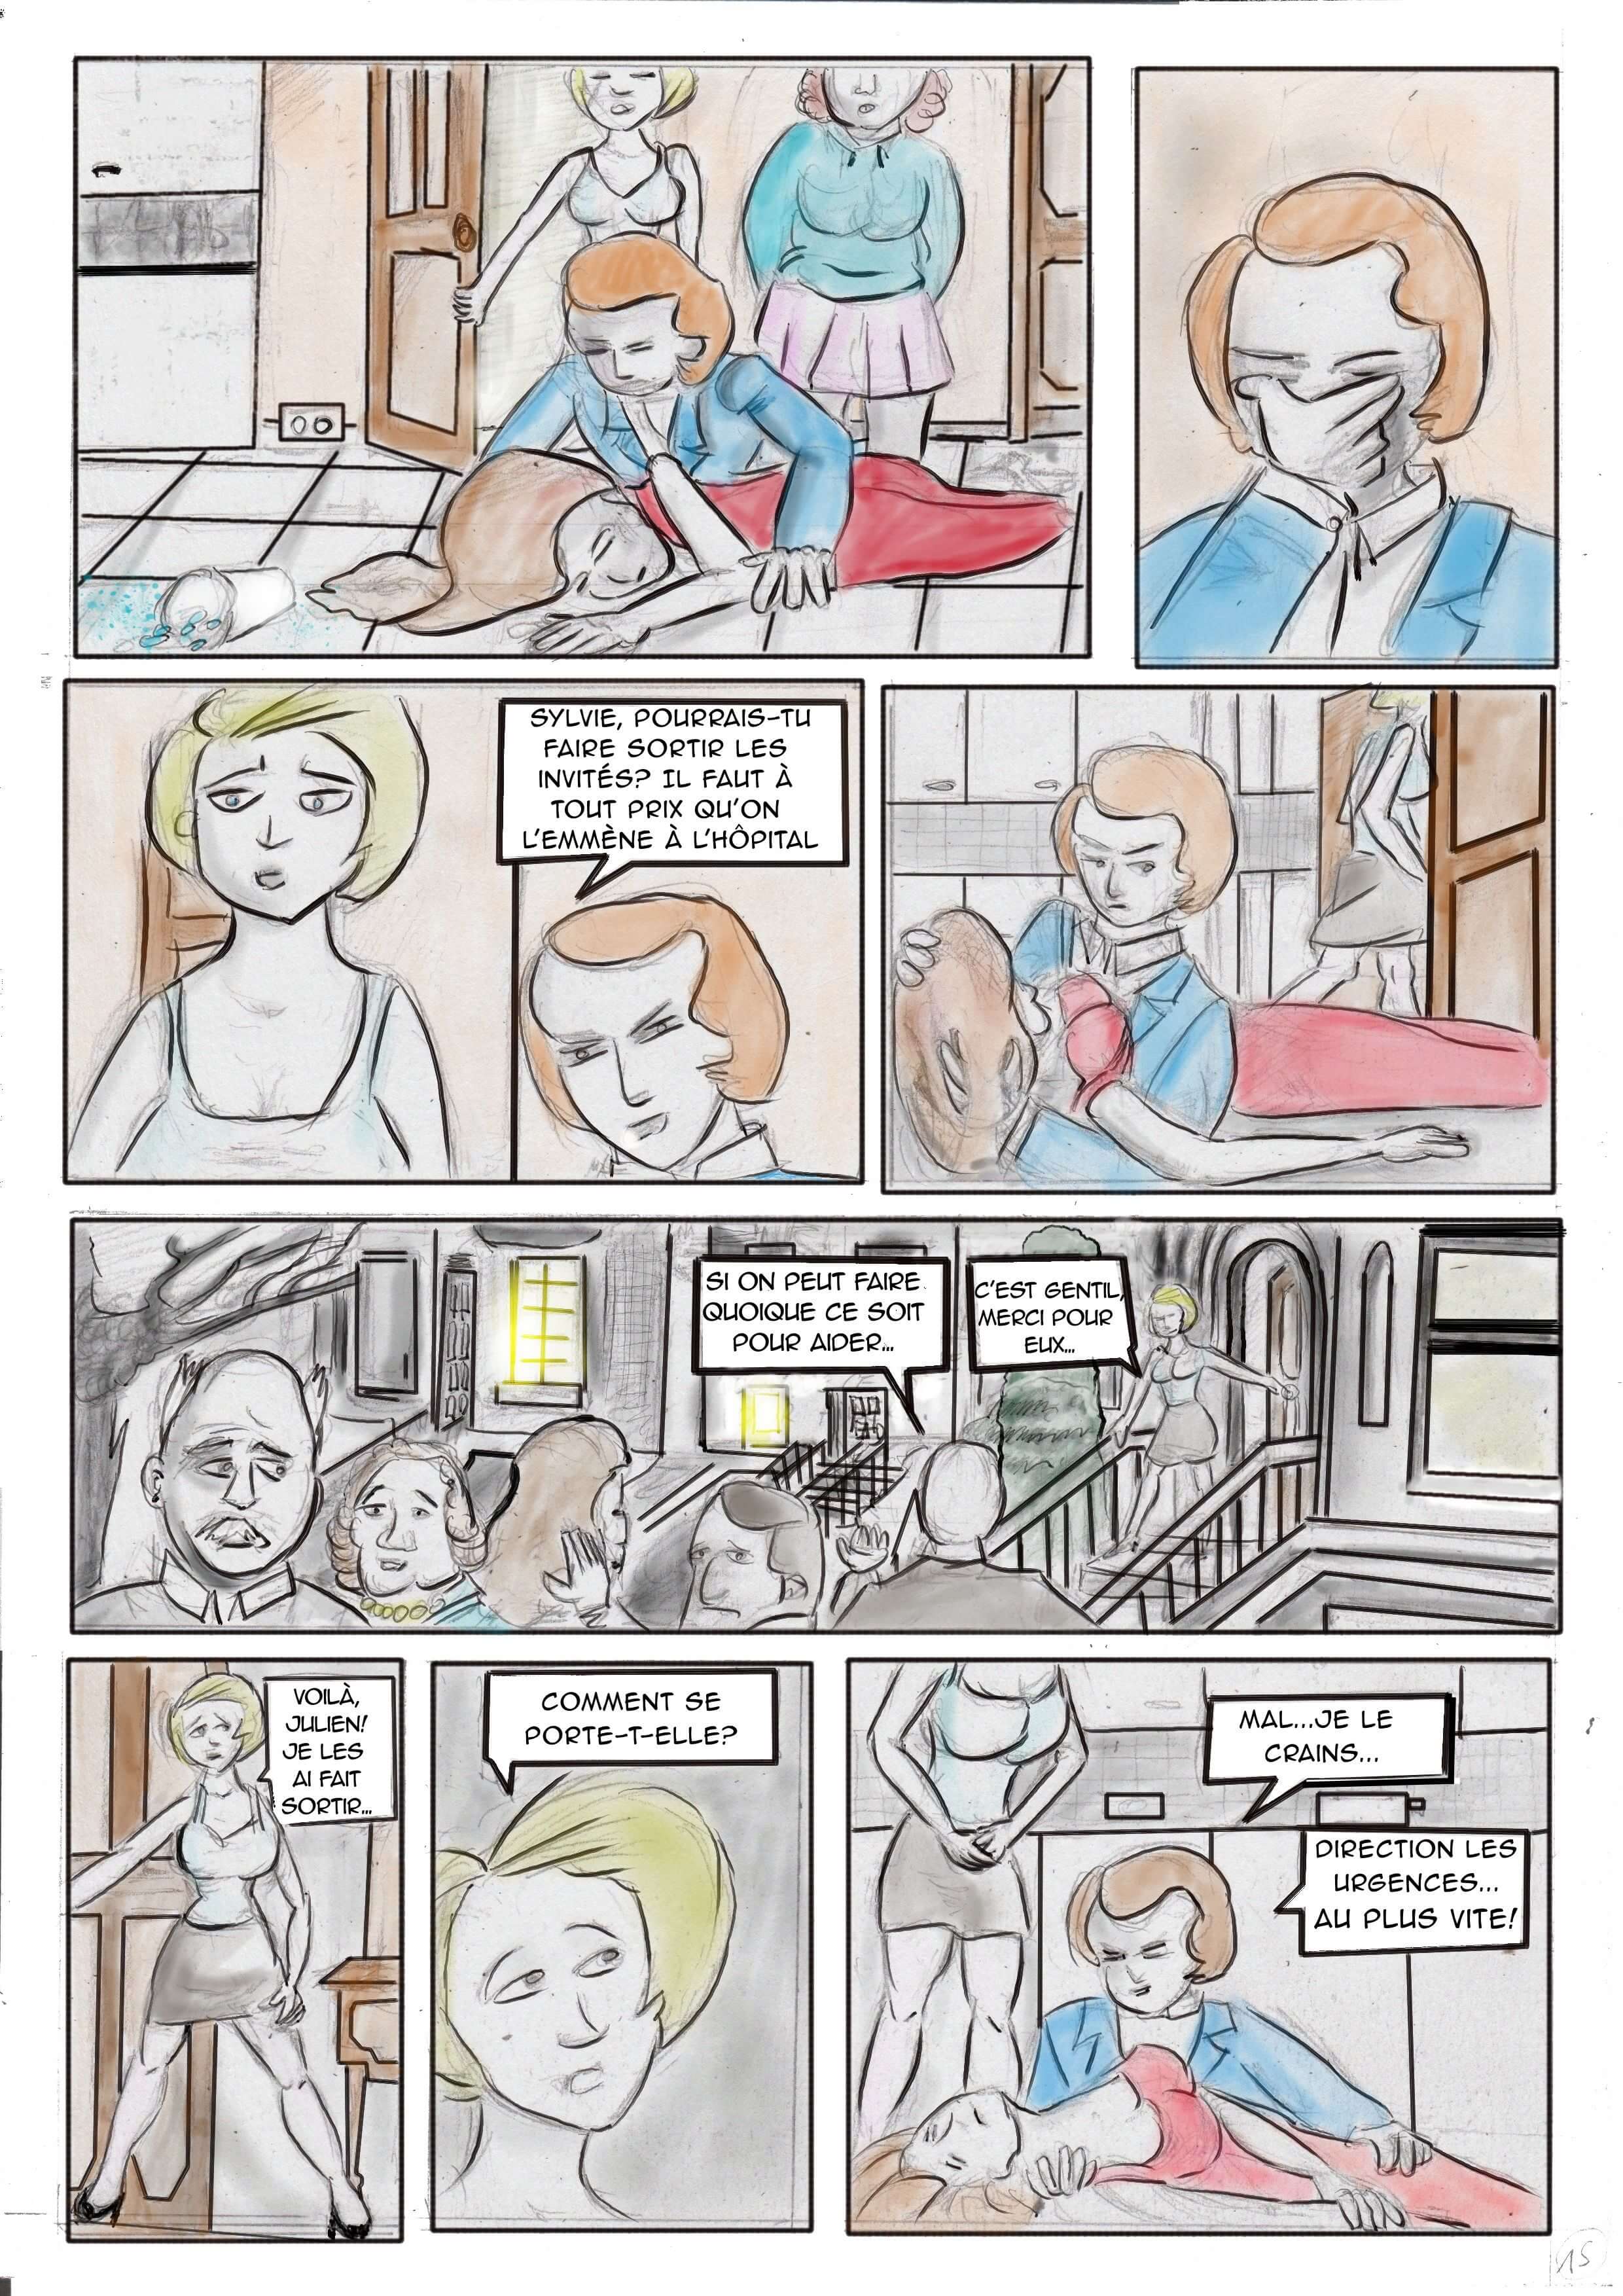 SYLVIE, POURRAIS-TU
FAIRE SORTIR LES
INVITÉS? IL FAUT À
TOUT PRIX QU'ON
L'EMMÈNE À L'HÔPITAL
SI ON PEUT FAIRE
QUOIQUE CE SOIT
POUR AIDER...
C'EST GENTIL,
MERCI POUR
EUX...
VOILÀ,
JULIEN!
JE LES
AI FAIT
SORTIR...
COMMENT SE
PORTE-T-ELLE?
MAL...JE LE
CRAINS...
DIRECTION LES
URGENCES...
AU PLUS VITE!
15